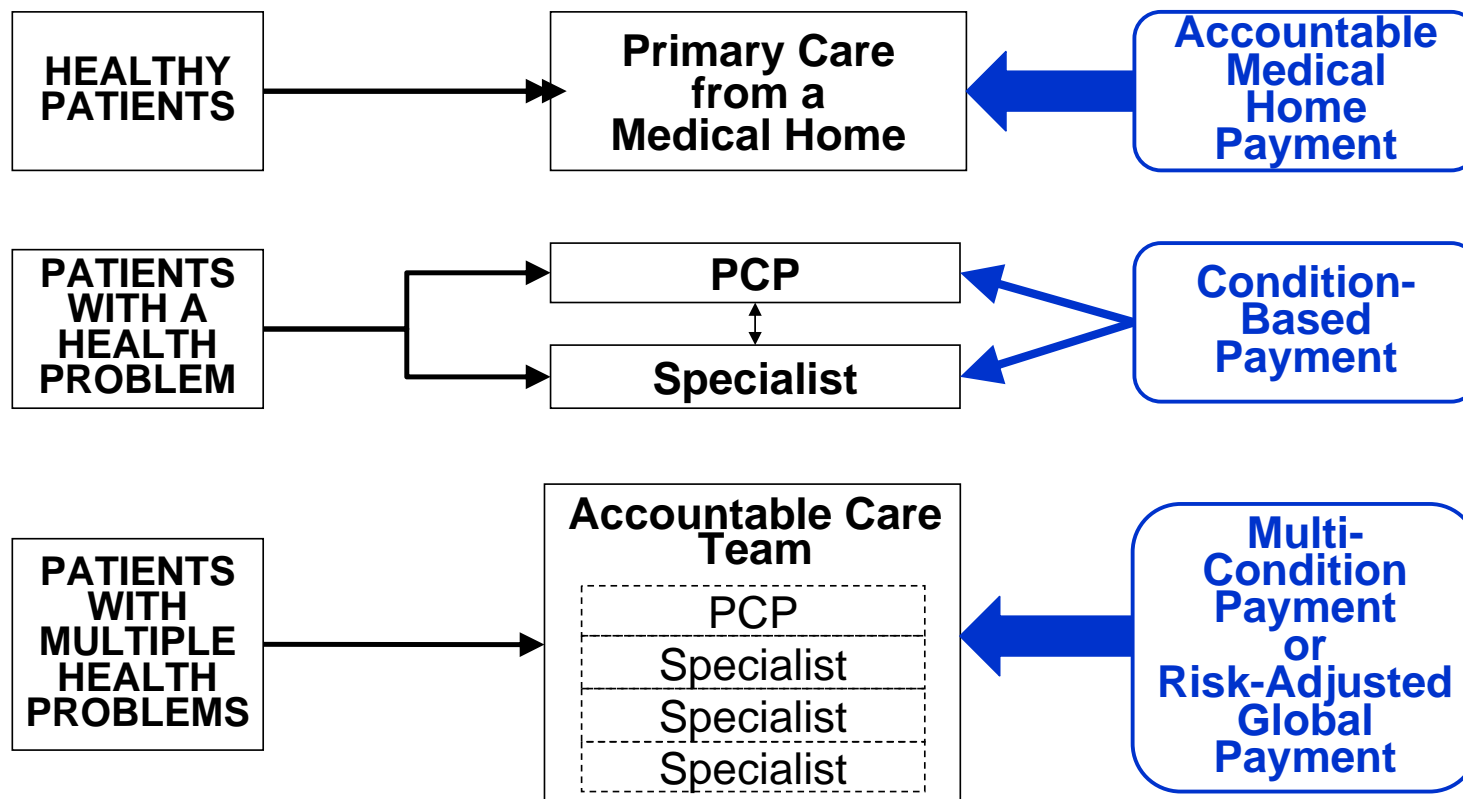 HEALTHY
PATIENTS
Primary Care
from a
Medical Home
Accountable
Medical
Home
Payment
PATIENTS
WITH A
HEALTH
PROBLEM
PCP
Specialist
Condition-
Based
Payment
PATIENTS
WITH
MULTIPLE
HEALTH
PROBLEMS
Accountable Care
Team
PCP
Specialist
Specialist
Specialist
Multi-
Condition
Payment
or
Risk-Adjusted
Global
Payment